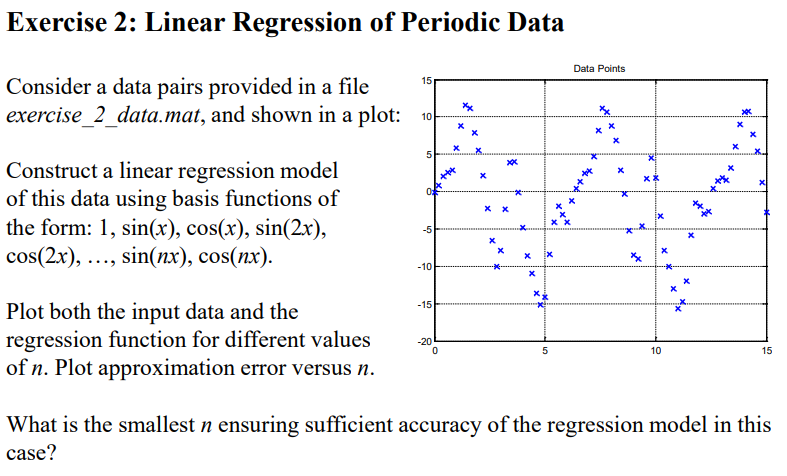 Exercise 2: Linear Regression of Periodic Data
Consider a data pairs provided in a file
exercise_2_data.mat, and shown in a plot:
Construct a linear regression model
of this data using basis functions of
the form: 1, sin(x), cos(x), sin(2x),
cos(2x), …, sin(nx), cos(nx).
Plot both the input data and the
regression function for different values
of n. Plot approximation error versus n.
Data Points
15
10
5
0
-5
-10
-15
-20
0 5 10 15
What is the smallest n ensuring sufficient accuracy of the regression model in this
case?